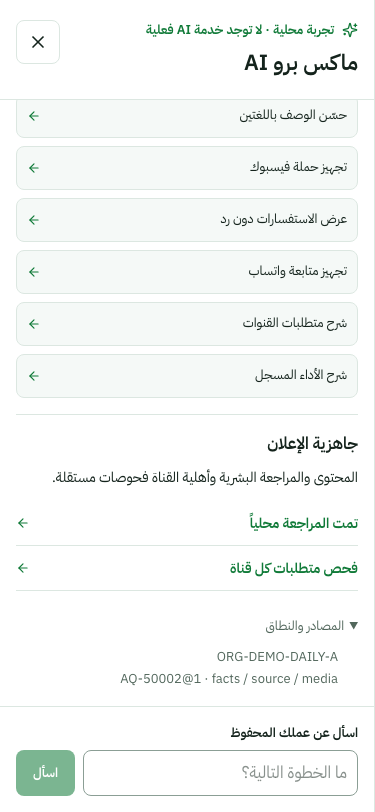 تجربة محلية · لا توجد خدمة AI فعلية
ماكس برو AI
حسّن الوصف باللغتين
تجهيز حملة فيسبوك
عرض الاستفسارات دون رد
تجهيز متابعة واتساب
شرح متطلبات القنوات
شرح الأداء المسجل
جاهزية الإعلان
المحتوى والمراجعة البشرية وأهلية القناة فحوصات مستقلة.
تمت المراجعة محلياً
فحص متطلبات كل قناة
المصادر والنطاق
ORG-DEMO-DAILY-A
AQ-50002@1 · facts / source / media
اسأل عن عملك المحفوظ
ما الخطوة التالية؟
اسأل